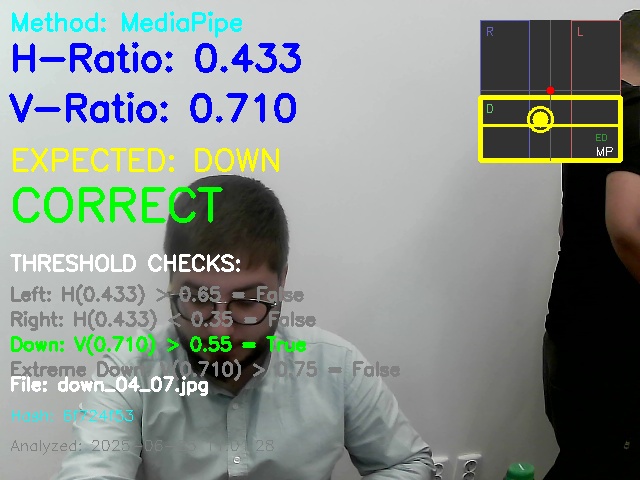 Method: MediaPipe
H-Ratio: 0.433
V-Ratio: 0.710
EXPECTED: DOWN
CORRECT
THRESHOLD CHECKS:
Left: H(0.433) > 0.65 = False
Right: H(0.433) < 0.35 = False
Down: V(0.710) > 0.55 = True
Extreme Down: V(0.710) > 0.75 = False
File: down_04_07.jpg
Analyzed:
R
L
D
ED
MP